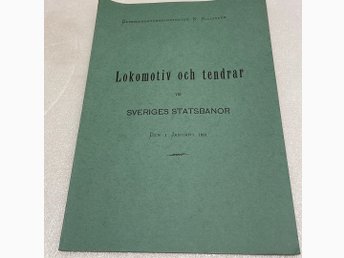 Lokomotiv och tendrar
VID
SVERIGES STATSBANOR
DEN 1 JANUARI